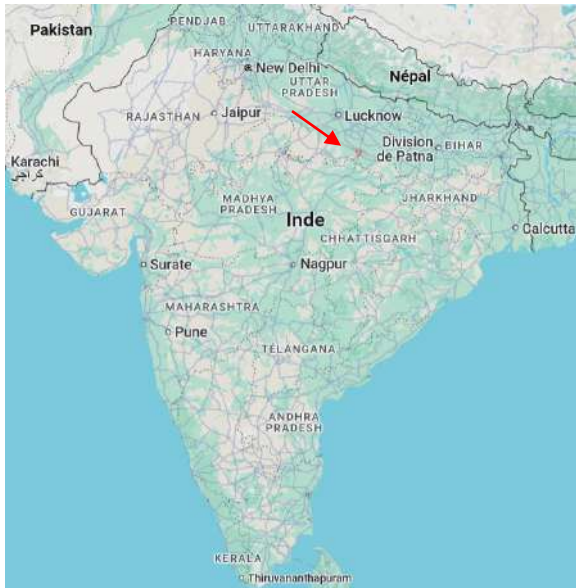 Pakistan
PENDJAB
UTTARAKHAND
HARYANA
New Delhi
UTTAR
PRADESH
Népal
RAJASTHAN
Jaipur
Lucknow
Division
de Patna
BIHAR
Karachi
كراچی
GUJARAT
MADHYA
PRADESH
JHARKHAND
Inde
CHHATTISGARH
Calcutta
Surate
Nagpur
MAHARASHTRA
Pune
TELANGANA
ANDHRA
PRADESH
KERALA
Thiruvananthapuram